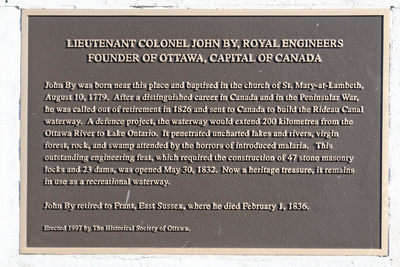 LIEUTENANT COLONEL JOHN BY, ROYAL ENGINEERS
FOUNDER OF OTTAWA, CAPITAL OF CANADA
John By was born near this place and baptised in the church of St. Mary-at-Lambeth,
August 10, 1779. After a distinguished career in Canada and in the Peninsular War,
he was called out of retirement in 1826 and sent to Canada to build the Rideau Canal
waterway. A defence project, the waterway would extend 200 kilometres from the
Ottawa River to Lake Ontario. It penetrated uncharted lakes and rivers, virgin
forest, rock, and swamp attended by the horrors of introduced malaria. This
outstanding engineering feat, which required the construction of 47 stone masonry
locks and 23 dams, was opened May 30, 1832. Now a heritage treasure, it remains
in use as a recreational waterway.
John By retired to Frant, East Sussex, where he died February 1, 1836.
Erected 1997 by The Historical Society of Ottawa.